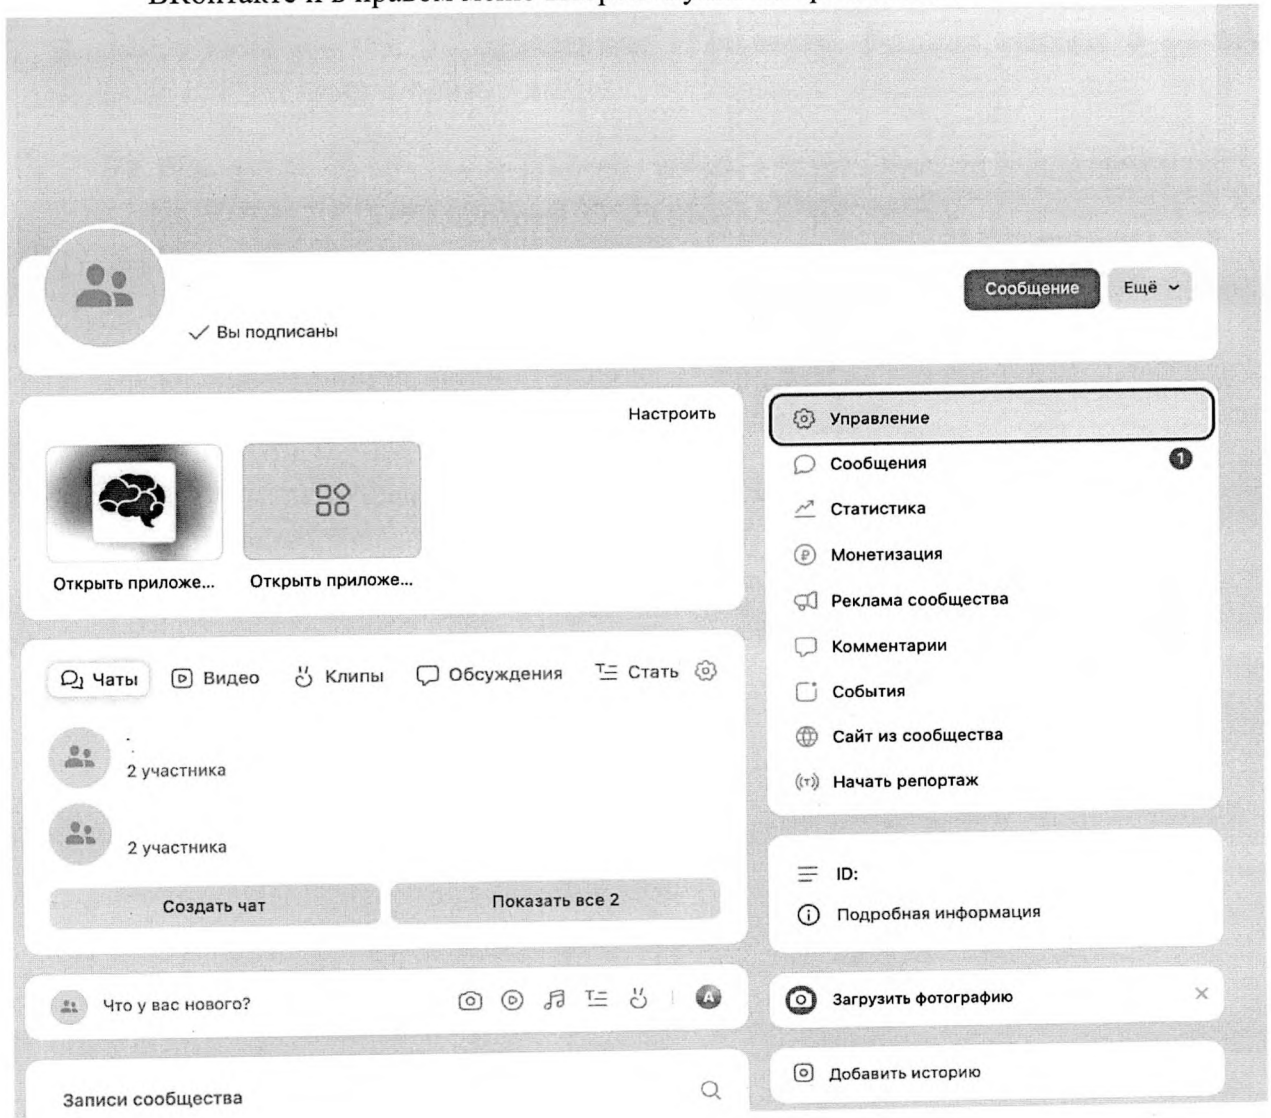 Сообщение
Ещё
Вы подписаны
Настроить
Открыть приложе...
Открыть приложе...
Чаты
Видео
Клипы
Обсуждения
Стать
2 участника
2 участника
Создать чат
Показать все 2
Что у вас нового?
A
Записи сообщества
Управление
Сообщения
1
Статистика
Монетизация
Реклама сообщества
Комментарии
События
Сайт из сообщества
Начать репортаж
ID:
Подробная информация
Загрузить фотографию
Добавить историю